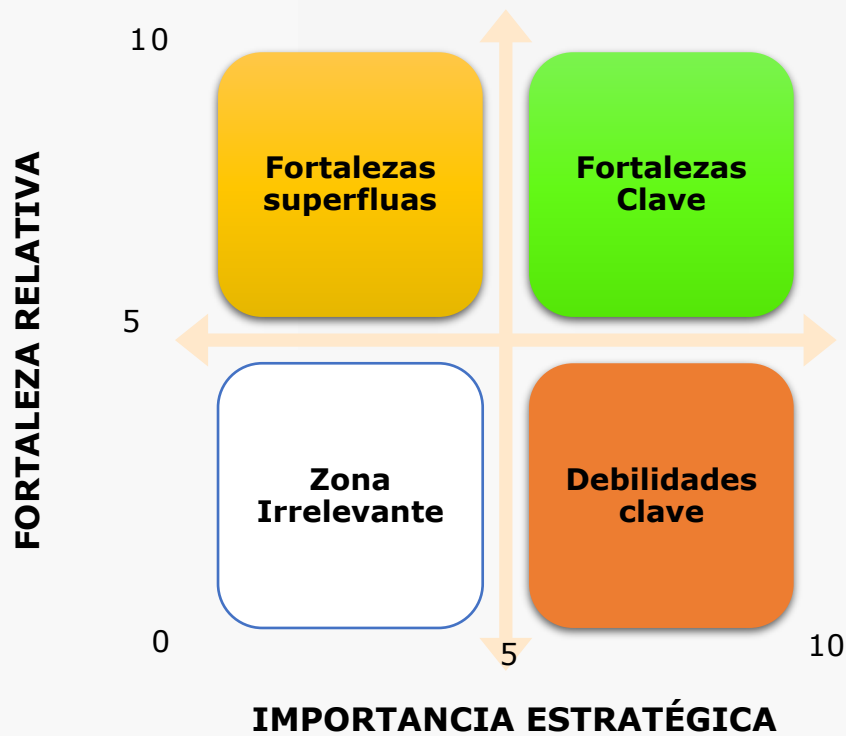 10
Fortalezas
superfluas
Fortalezas
Clave
FORTALEZA RELATIVA
5
Zona
Irrelevante
Debilidades
clave
0
5
10
IMPORTANCIA ESTRATÉGICA